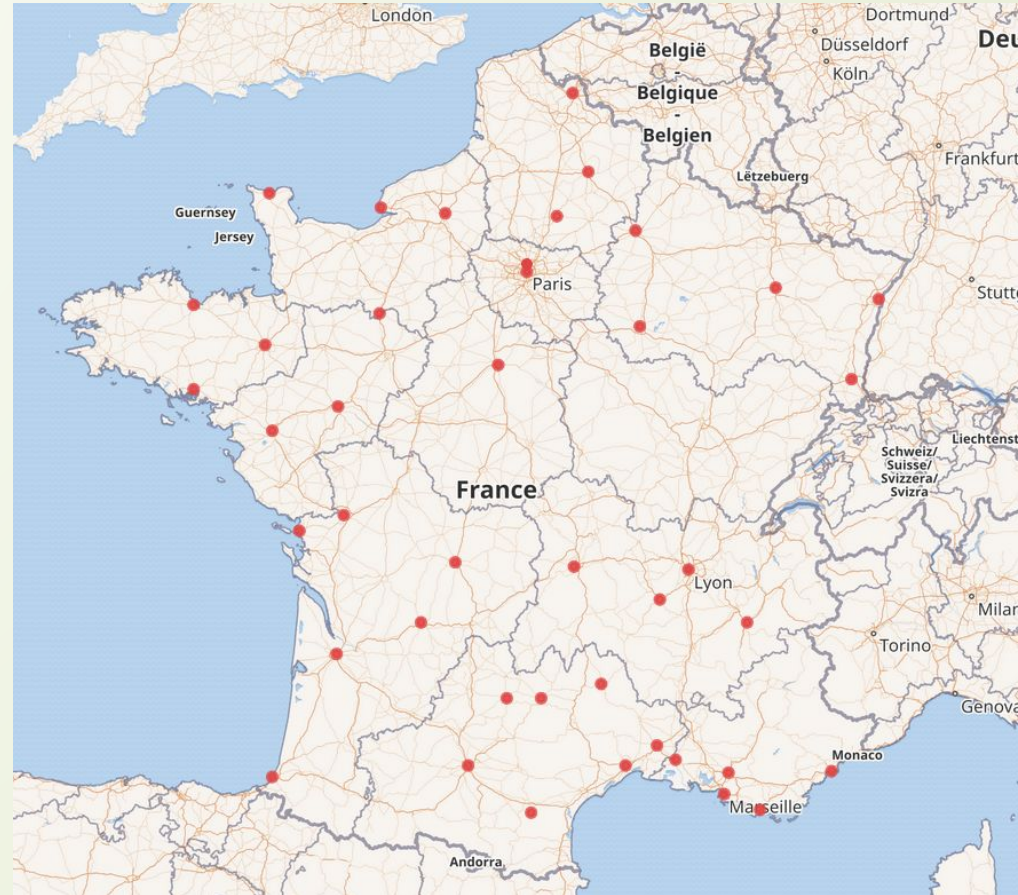 London
Dortmund
Düsseldorf
Deu
België
-
Belgique
-
Belgien
Köln
Frankfurt
Lëtzebuerg
Guernsey
Jersey
Paris
Stutt
Liechtenst
Schweiz/
Suisse/
Svizzera/
Svizra
France
Lyon
Milan
Torino
Genova
Monaco
Marseille
Andorra